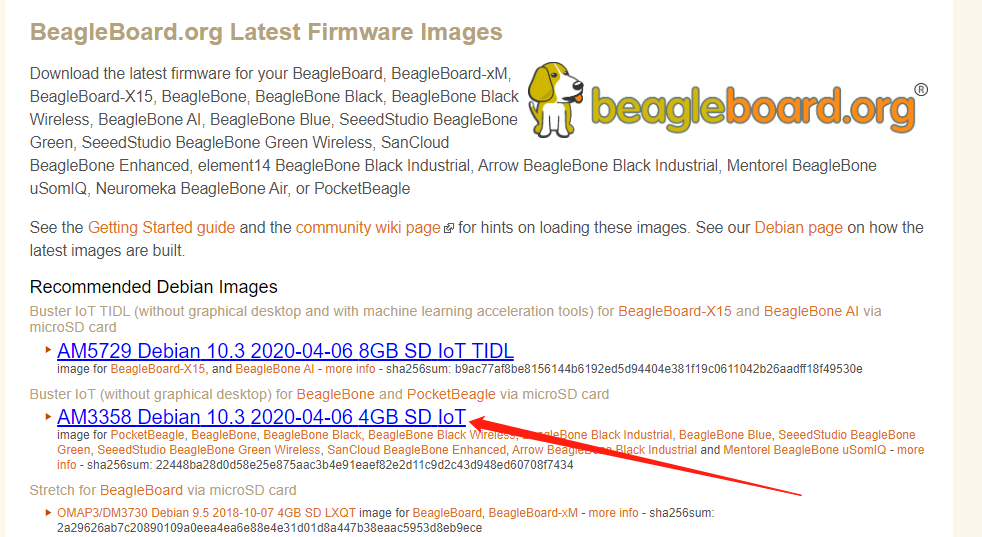 BeagleBoard.org Latest Firmware Images
Download the latest firmware for your BeagleBoard, BeagleBoard-xM,
BeagleBoard-X15, BeagleBone, BeagleBone Black, BeagleBone Black
Wireless, BeagleBone AI, BeagleBone Blue, SeeedStudio BeagleBone
Green, SeeedStudio BeagleBone Green Wireless, SanCloud
BeagleBone Enhanced, element14 BeagleBone Black Industrial, Arrow BeagleBone Black Industrial, Mentorel BeagleBone
uSomIQ, Neuromeka BeagleBone Air, or PocketBeagle
beagleboard.org®
See the Getting Started guide and the community wiki page for hints on loading these images. See our Debian page on how the
latest images are built.
Recommended Debian Images
Buster IoT TIDL (without graphical desktop and with machine learning acceleration tools) for BeagleBoard-X15 and BeagleBone AI via
microSD card
AM5729 Debian 10.3 2020-04-06 8GB SD IoT TIDL
image for BeagleBoard-X15, and BeagleBone AI - more info - sha256sum: b9ac77af8be8156144b6192ed5d94404e381f19c0611042b26aadff18f49530e
Buster IoT (without graphical desktop) for BeagleBone and PocketBeagle via microSD card
AM3358 Debian 10.3 2020-04-06 4GB SD IoT
image for PocketBeagle, BeagleBone, BeagleBone Black, BeagleBone Black Wireless, BeagleBone Black Industrial, BeagleBone Blue, SeeedStudio BeagleBone
Green, SeeedStudio BeagleBone Green Wireless, SanCloud BeagleBone Enhanced, Arrow BeagleBone Black Industrial and Mentorel BeagleBone uSomIQ - more
info - sha256sum: 22448ba28d0d58e25e875aac3b4e91eaef82e2d11c9d2c43d948ed60708f7434
Stretch for BeagleBoard via microSD card
OMAP3/DM3730 Debian 9.5 2018-10-07 4GB SD LXQT image for BeagleBoard, BeagleBoard-xM - more info - sha256sum:
2a29626ab7c20890109a0eea4ea6e88e4e31d01d8a447b38eaac5953d8eb9ece